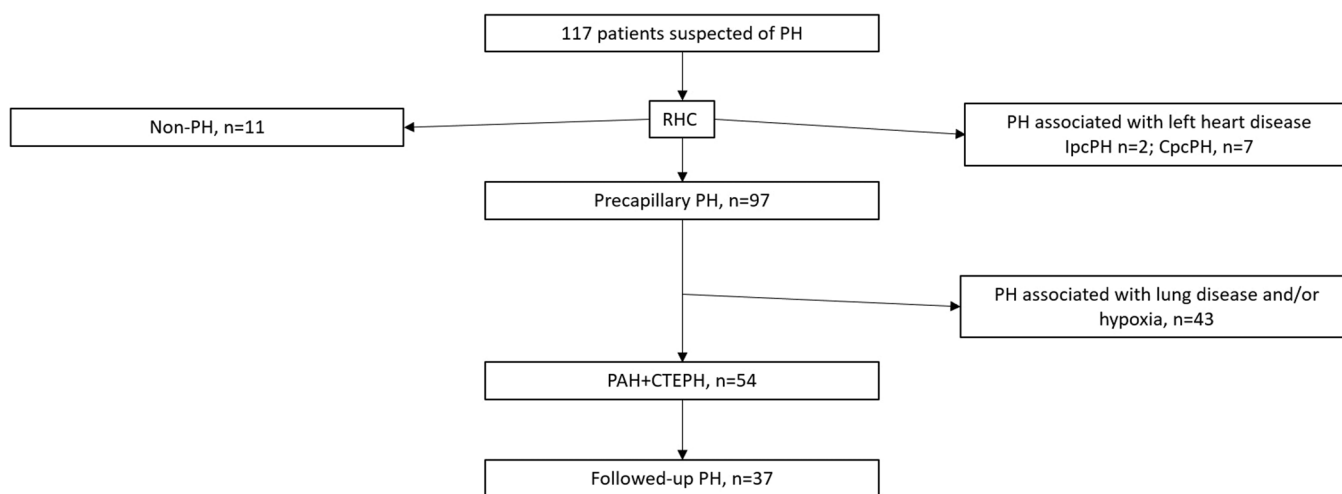 117 patients suspected of PH
Non-PH, n=11
RHC
PH associated with left heart disease
IpcPH n=2; CpcPH, n=7
Precapillary PH, n=97
PH associated with lung disease and/or
hypoxia, n=43
PAH+CTEPH, n=54
Followed-up PH, n=37